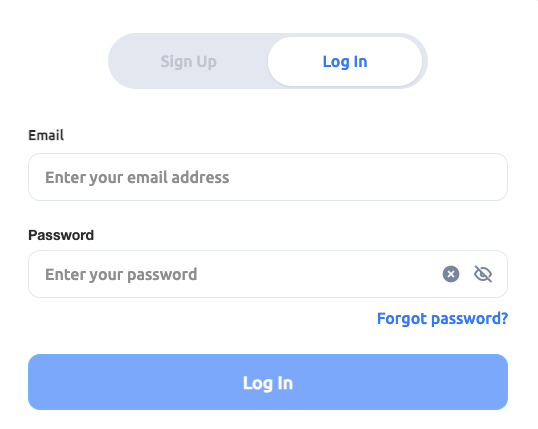 Sign Up
Log In
Email
Enter your email address
Password
Enter your password
Forgot password?
Log In